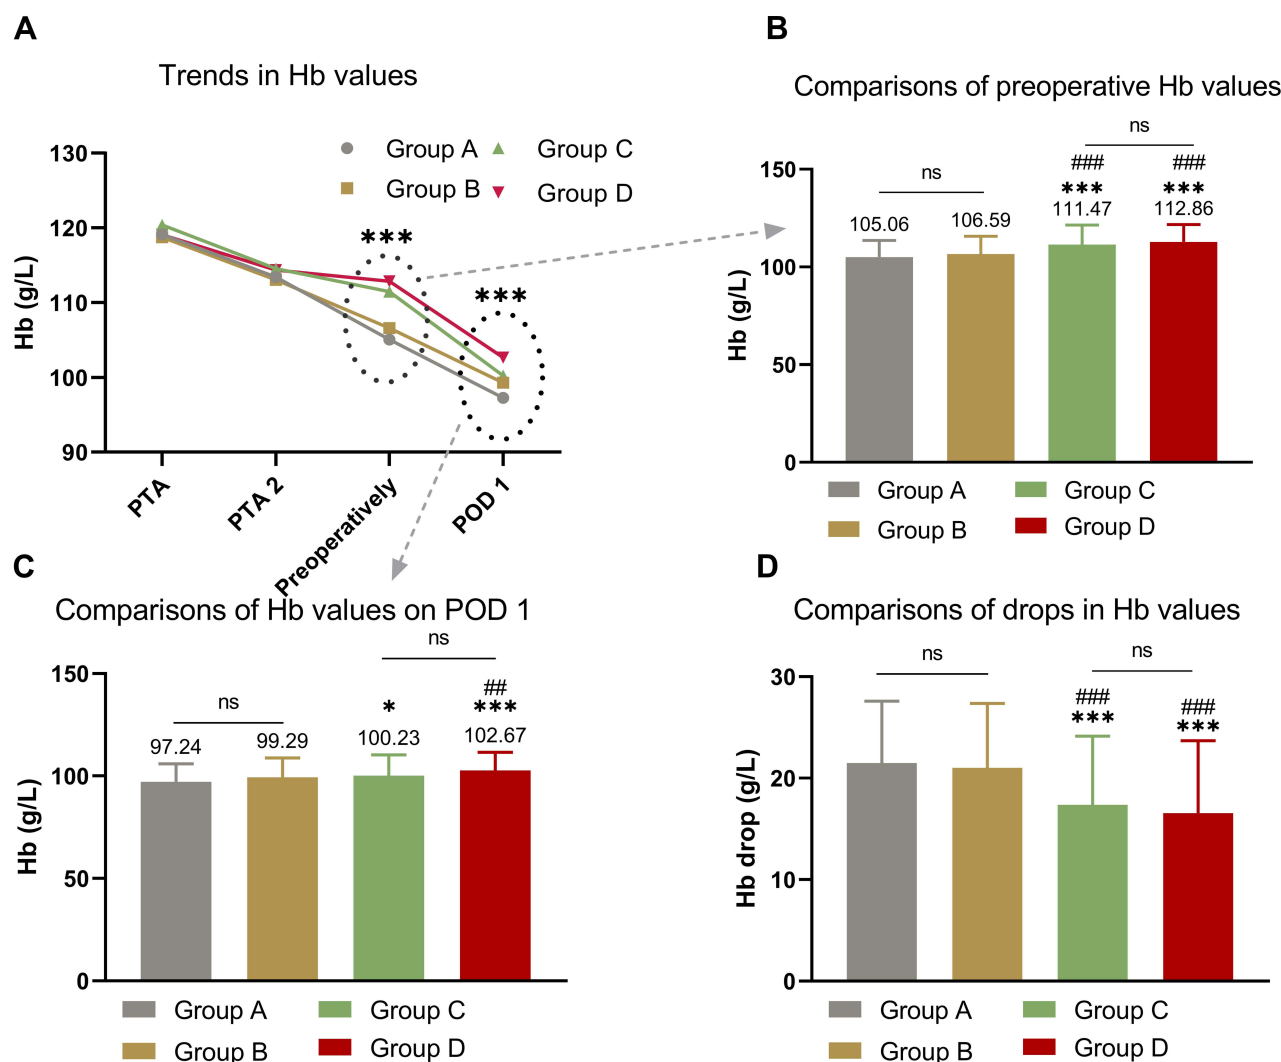 A
Trends in Hb values
Group A
Group C
Group B
Group D
130
120
110
100
90
Hb (g/L)
***
***
PTA
PTA 2
Preoperatively
POD 1
B
Comparisons of preoperative Hb values
ns
ns
###
###
***
***
105.06
106.59
111.47
112.86
150
100
50
0
Hb (g/L)
Group A
Group C
Group B
Group D
C
Comparisons of Hb values on POD 1
ns
ns
##
*
***
97.24
99.29
100.23
102.67
150
100
50
0
Hb (g/L)
Group A
Group C
Group B
Group D
D
Comparisons of drops in Hb values
ns
ns
###
###
***
***
30
20
10
0
Hb drop (g/L)
Group A
Group C
Group B
Group D